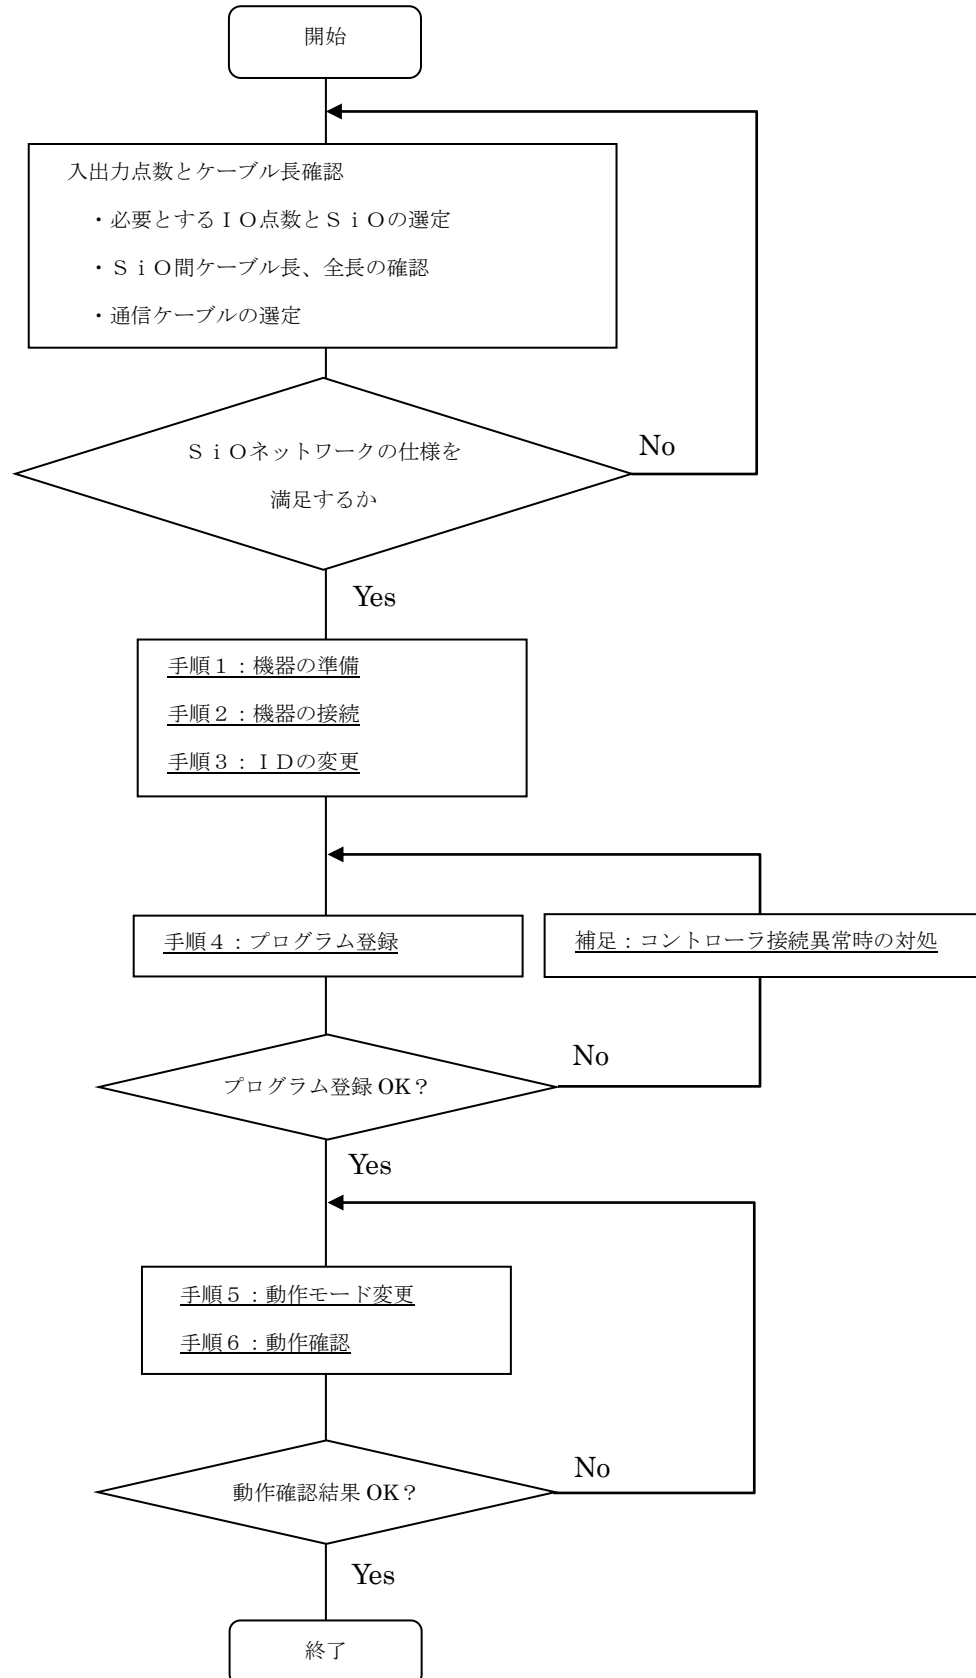 開始
入出力点数とケーブル長確認
・必要とするＩＯ点数とＳｉＯの選定
・ＳｉＯ間ケーブル長、全長の確認
・通信ケーブルの選定
ＳｉＯネットワークの仕様を
満足するか
No
Yes
手順１：機器の準備
手順２：機器の接続
手順３：ＩＤの変更
手順４：プログラム登録
補足：コントローラ接続異常時の対処
プログラム登録 OK？
No
Yes
手順５：動作モード変更
手順６：動作確認
動作確認結果 OK？
No
Yes
終了